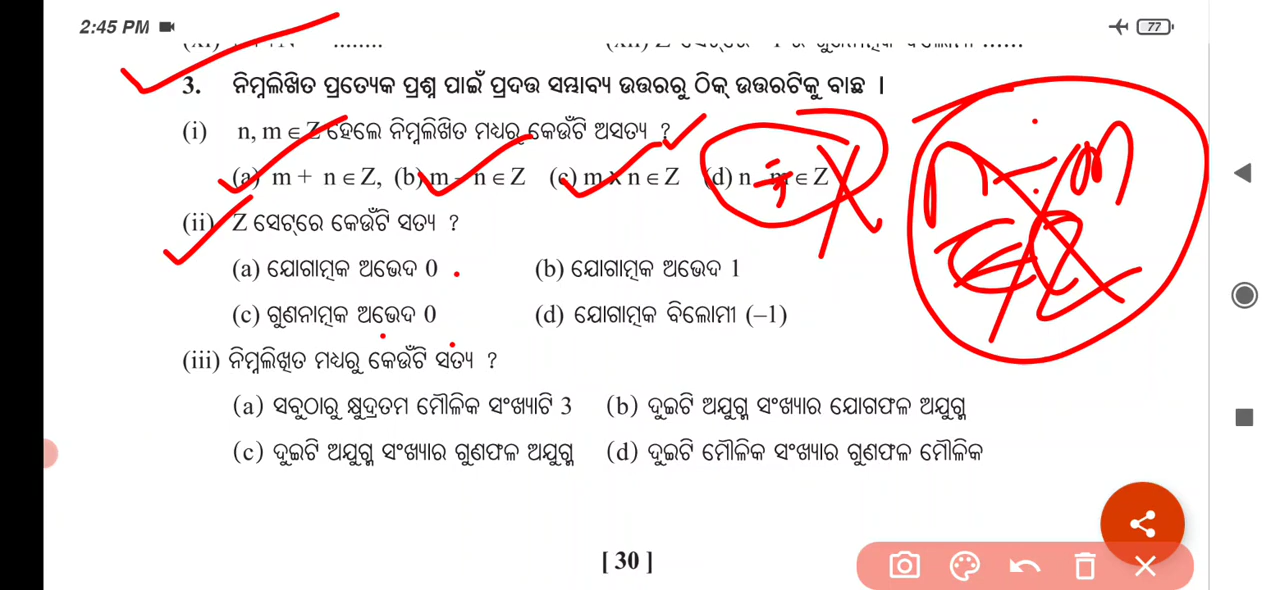 2:45 PM 77
3. ନିମ୍ନଲିଖିତ ପ୍ରତ୍ୟେକ ପ୍ରଶ୍ନ ପାଇଁ ପ୍ରଦତ୍ତ ସମ୍ଭାବ୍ୟ ଉତ୍ତରରୁ ଠିକ୍ ଉତ୍ତରଟିକୁ ବାଛ ।
(i) n, m ∈ Z ହେଲେ ନିମ୍ନଲିଖିତ ମଧ୍ୟରୁ କେଉଁଟି ଅସତ୍ୟ ?
(a) m + n ∈ Z, (b) m – n ∈ Z (c) m x n ∈ Z (d) n ÷ m ∈ Z
n ÷ m
∈ Z
(ii) Z ସେଟ୍‌ରେ କେଉଁଟି ସତ୍ୟ ?
(a) ଯୋଗାତ୍ମକ ଅଭେଦ 0 (b) ଯୋଗାତ୍ମକ ଅଭେଦ 1
(c) ଗୁଣନାତ୍ମକ ଅଭେଦ 0 (d) ଯୋଗାତ୍ମକ ବିଲୋମୀ (–1)
(iii) ନିମ୍ନଲିଖିତ ମଧ୍ୟରୁ କେଉଁଟି ସତ୍ୟ ?
(a) ସବୁଠାରୁ କ୍ଷୁଦ୍ରତମ ମୌଳିକ ସଂଖ୍ୟାଟି 3 (b) ଦୁଇଟି ଅଯୁଗ୍ମ ସଂଖ୍ୟାର ଯୋଗଫଳ ଅଯୁଗ୍ମ
(c) ଦୁଇଟି ଅଯୁଗ୍ମ ସଂଖ୍ୟାର ଗୁଣଫଳ ଅଯୁଗ୍ମ (d) ଦୁଇଟି ମୌଳିକ ସଂଖ୍ୟାର ଗୁଣଫଳ ମୌଳିକ
[ 30 ]